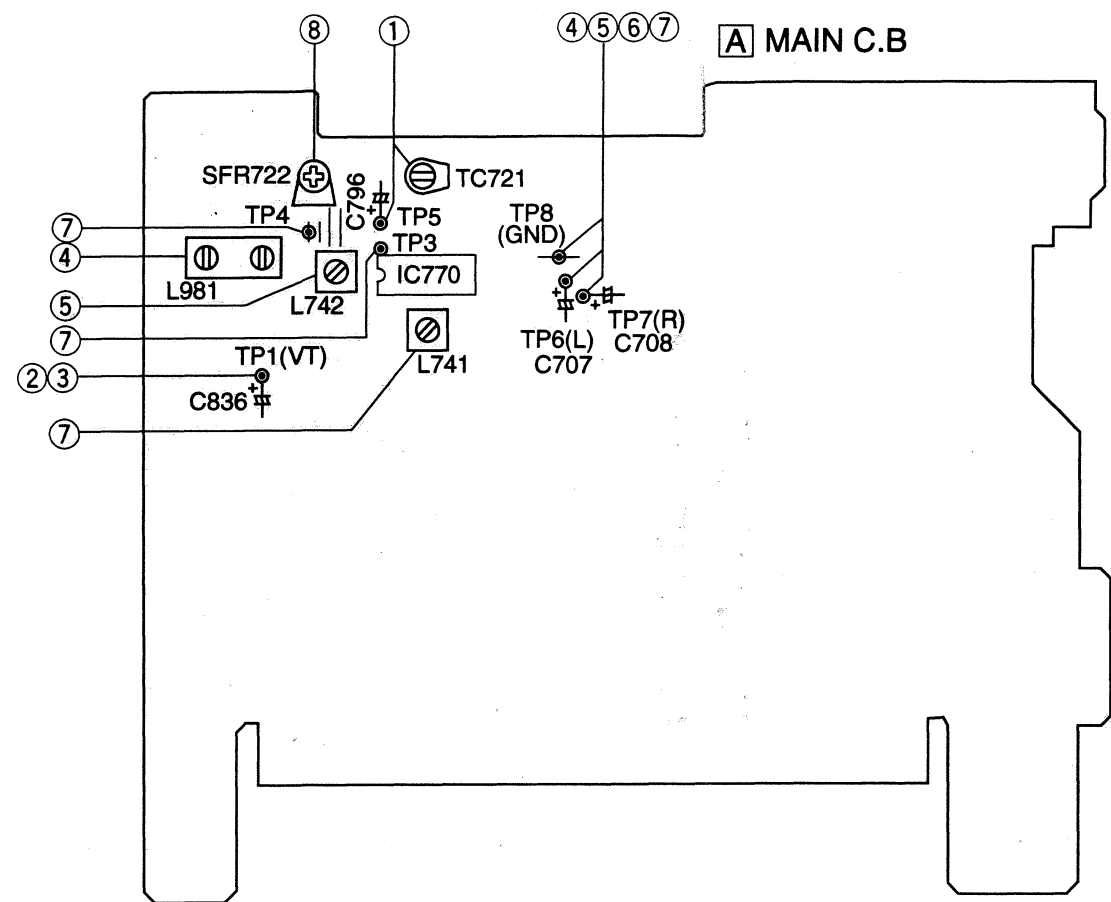 ⑧ ① ④⑤⑥⑦ A MAIN C.B
SFR722
C796
TC721
TP4
TP5
TP8
(GND)
⑦
④
TP3
IC770
L981
L742
⑤
⑦
TP6(L)
C707
TP7(R)
C708
TP1(VT)
L741
②③
C836
⑦
+
+
+
+